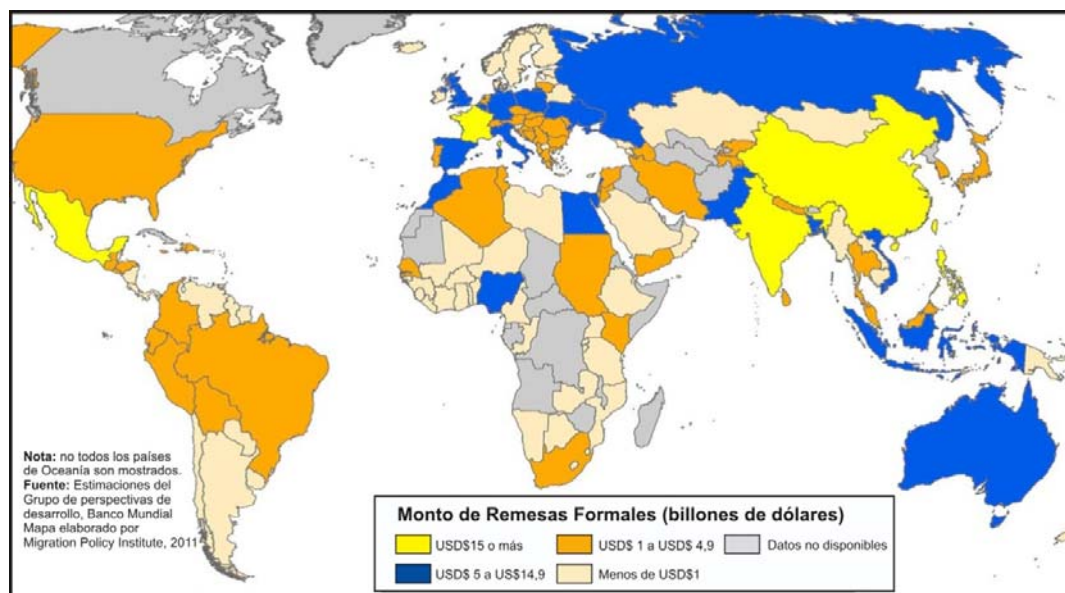 Nota: no todos los países
de Oceanía son mostrados.
Fuente: Estimaciones del
Grupo de perspectivas de
desarrollo, Banco Mundial
Mapa elaborado por
Migration Policy Institute, 2011
Monto de Remesas Formales (billones de dólares)
USD$15 o más
USD$ 1 a USD$ 4,9
Datos no disponibles
USD$ 5 a US$14,9
Menos de USD$1